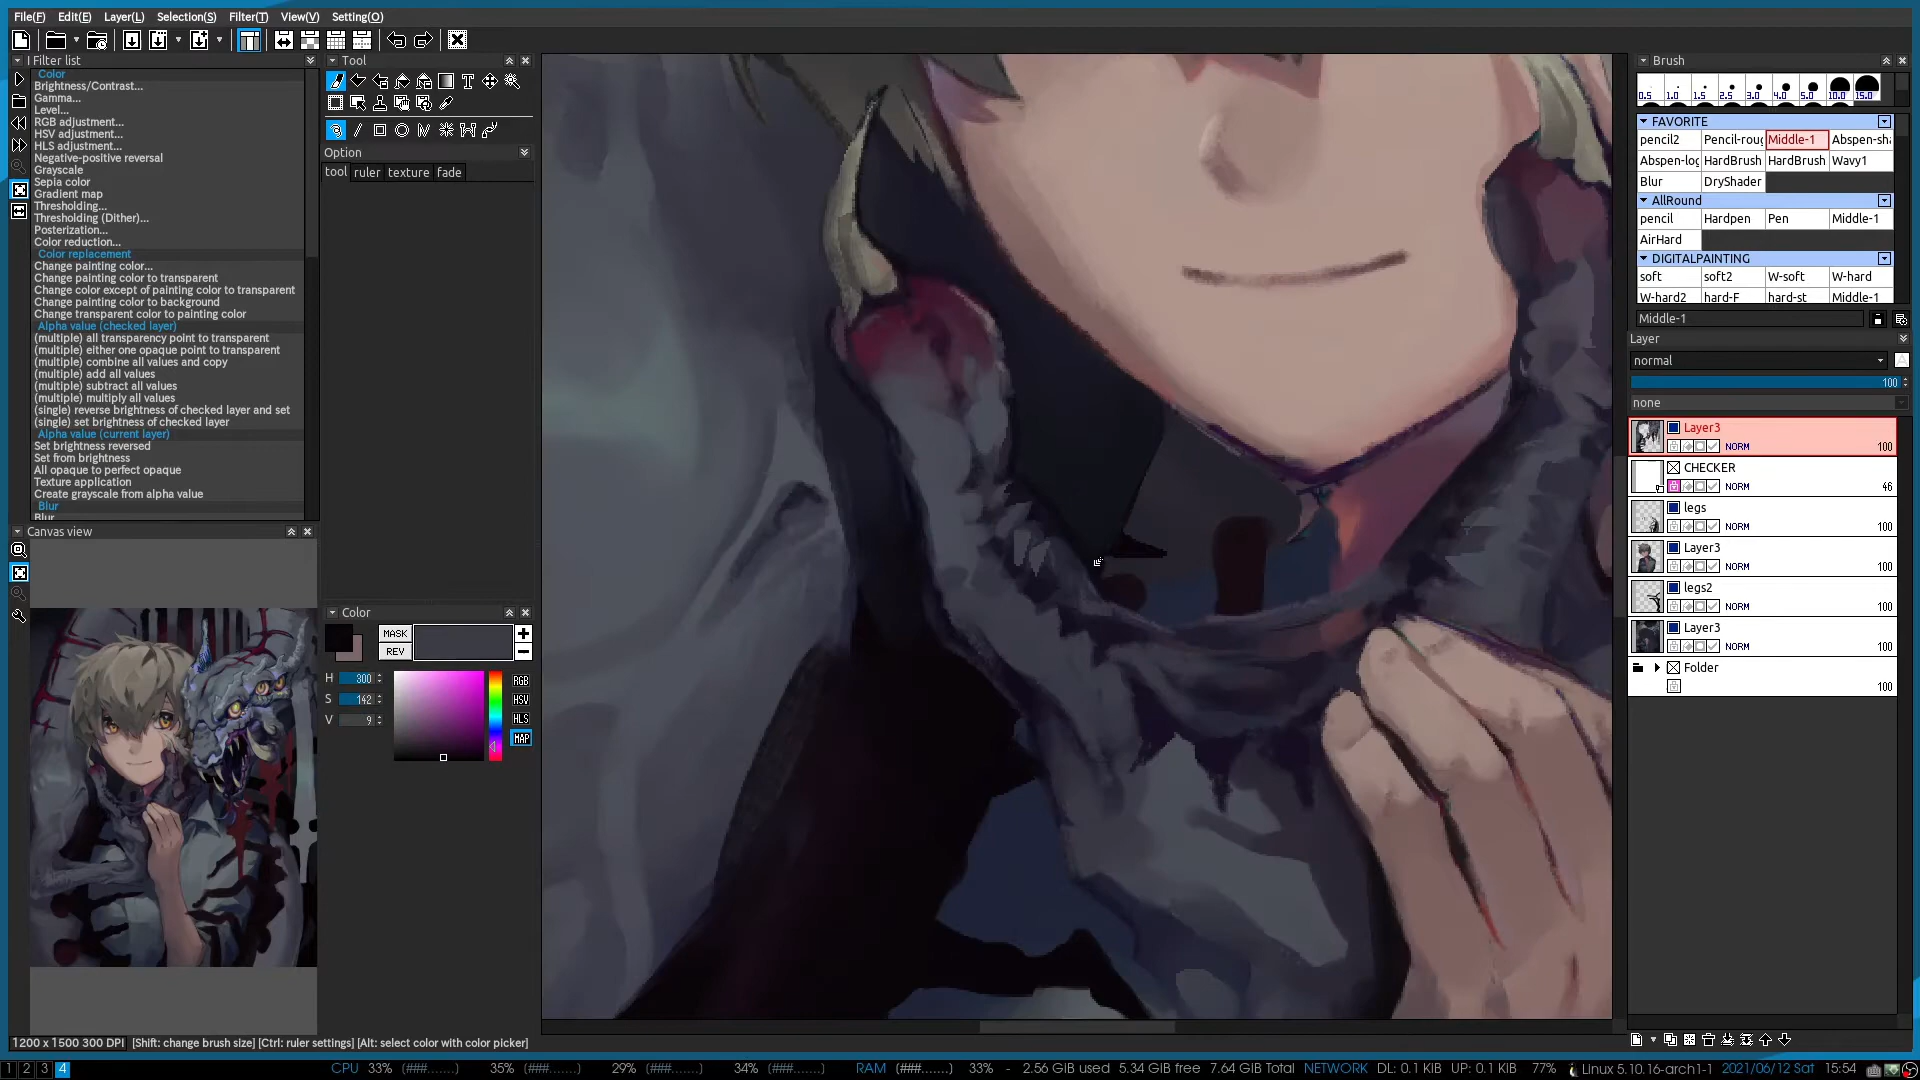 File(F) Edit(E) Layer(L) Selection(S) Filter(T) View(V) Setting(O)
Filter list
Color
Brightness/Contrast...
Gamma...
Level...
RGB adjustment...
HSV adjustment...
HLS adjustment...
Negative-positive reversal
Grayscale
Sepia color
Gradient map
Thresholding...
Thresholding (Dither)...
Posterization...
Color reduction...
Color replacement
Change painting color...
Change painting color to transparent
Change color except of painting color to transparent
Change painting color to background
Change transparent color to painting color
Alpha value (checked layer)
(multiple) all transparency point to transparent
(multiple) either one opaque point to transparent
(multiple) combine all values and copy
(multiple) add all values
(multiple) subtract all values
(multiple) multiply all values
(single) reverse brightness of checked layer and set
(single) set brightness of checked layer
Alpha value (current layer)
Set brightness reversed
Set from brightness
All opaque to perfect opaque
Texture application
Create grayscale from alpha value
Blur
Blur
Canvas view
Tool
Option
tool ruler texture fade
Color
MASK
REV
H 300
S 142
V 9
RGB
HSV
HLS
MAP
Brush
0.5 1.0 1.5 2.5 3.0 4.0 5.0 10.0 15.0
FAVORITE
pencil2 Pencil-roug Middle-1 Abspen-sha
Abspen-log HardBrush HardBrush Wavy1
Blur DryShader
AllRound
pencil Hardpen Pen Middle-1
AirHard
DIGITALPAINTING
soft soft2 W-soft W-hard
W-hard2 hard-F hard-st Middle-1
Middle-1
Layer
normal
100
none
Layer3
NORM 100
CHECKER
NORM 46
legs
NORM 100
Layer3
NORM 100
legs2
NORM 100
Layer3
NORM 100
Folder
100
1200 x 1500 300 DPI [Shift: change brush size] [Ctrl: ruler settings] [Alt: select color with color picker]
1 2 3 4 CPU 33% (###.......) 35% (###.......) 29% (###.......) 34% (###.......) RAM (###.......) 33% - 2.56 GiB used 5.34 GiB free 7.64 GiB Total NETWORK DL: 0.1 KiB UP: 0.1 KiB 77% Linux 5.10.16-arch1-1 2021/06/12 Sat 15:54